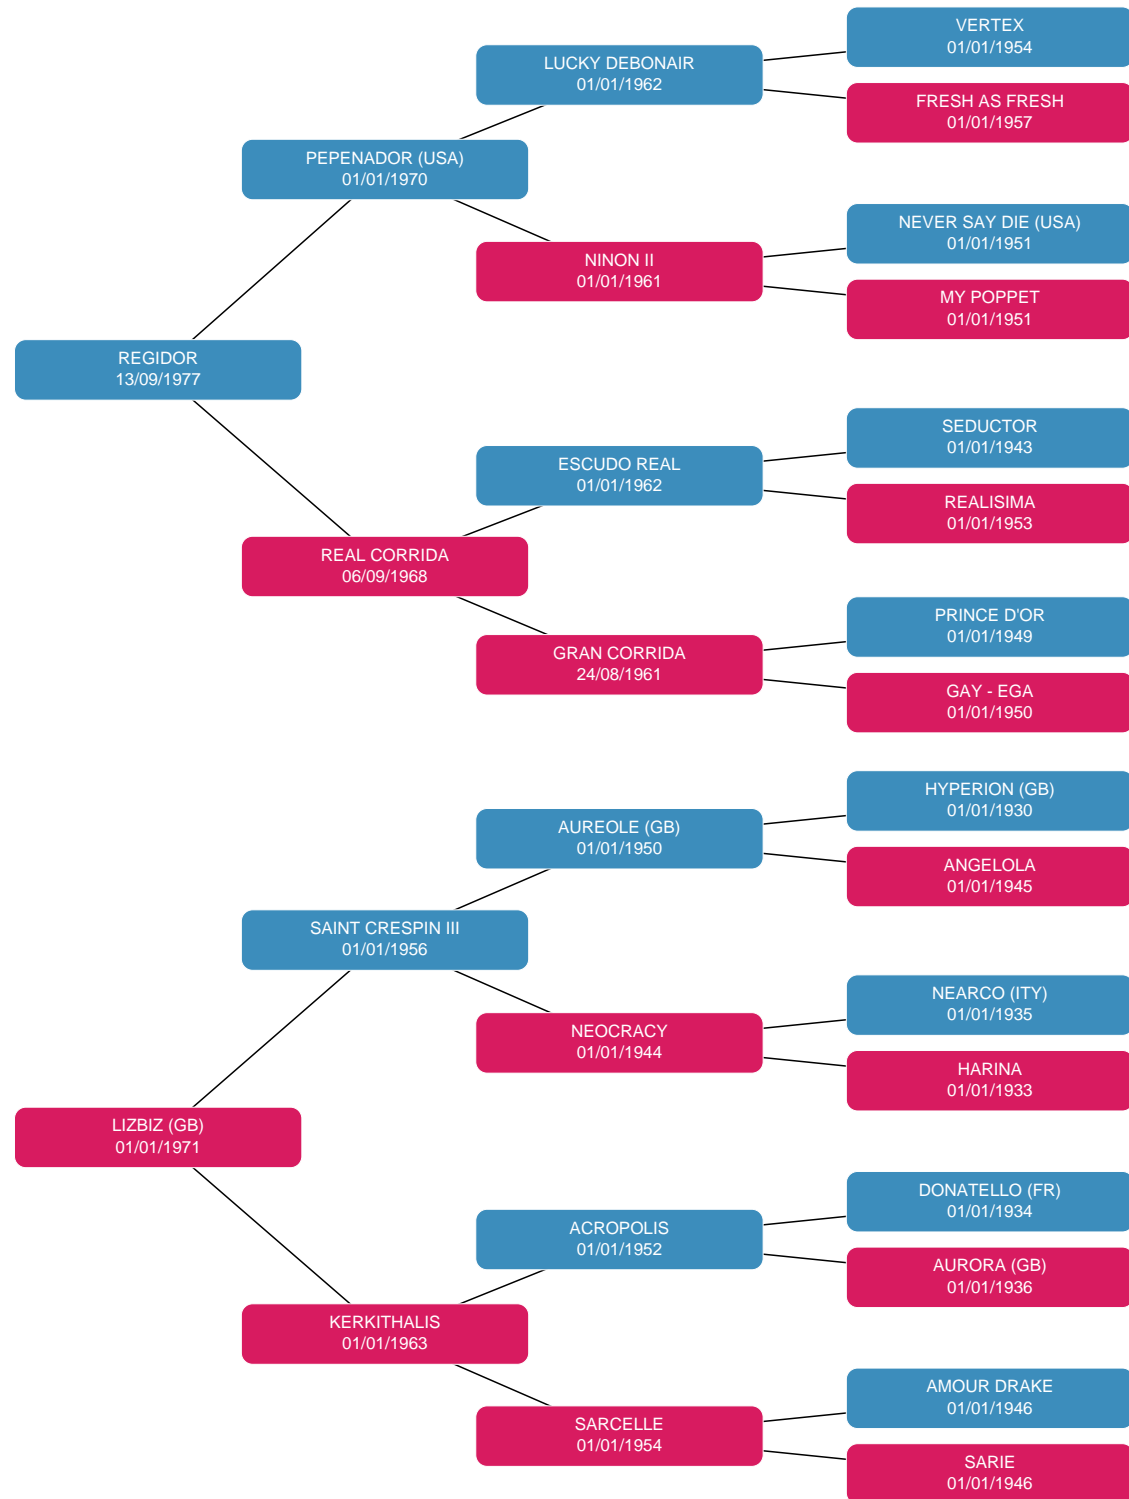 VERTEX
01/01/1954
LUCKY DEBONAIR
01/01/1962
FRESH AS FRESH
01/01/1957
PEPENADOR (USA)
01/01/1970
NEVER SAY DIE (USA)
01/01/1951
NINON II
01/01/1961
MY POPPET
01/01/1951
REGIDOR
13/09/1977
SEDUCTOR
01/01/1943
ESCUDO REAL
01/01/1962
REALISIMA
01/01/1953
REAL CORRIDA
06/09/1968
PRINCE D'OR
01/01/1949
GRAN CORRIDA
24/08/1961
GAY - EGA
01/01/1950
HYPERION (GB)
01/01/1930
AUREOLE (GB)
01/01/1950
ANGELOLA
01/01/1945
SAINT CRESPIN III
01/01/1956
NEARCO (ITY)
01/01/1935
NEOCRACY
01/01/1944
HARINA
01/01/1933
LIZBIZ (GB)
01/01/1971
DONATELLO (FR)
01/01/1934
ACROPOLIS
01/01/1952
AURORA (GB)
01/01/1936
KERKITHALIS
01/01/1963
AMOUR DRAKE
01/01/1946
SARCELLE
01/01/1954
SARIE
01/01/1946